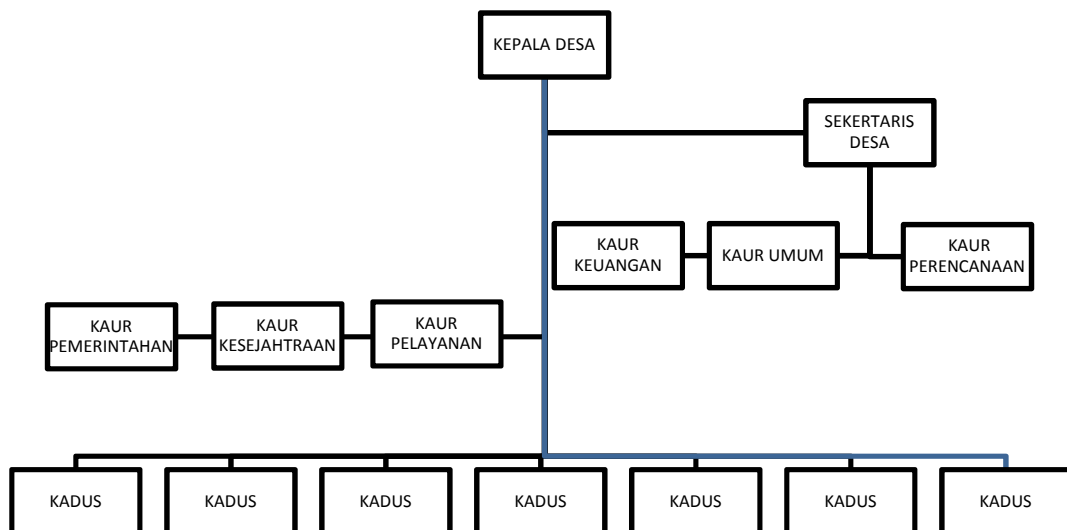 KEPALA DESA
SEKERTARIS
DESA
KAUR
KEUANGAN
KAUR UMUM
KAUR
PERENCANAAN
KAUR
PEMERINTAHAN
KAUR
KESEJAHTRAAN
KAUR
PELAYANAN
KADUS
KADUS
KADUS
KADUS
KADUS
KADUS
KADUS